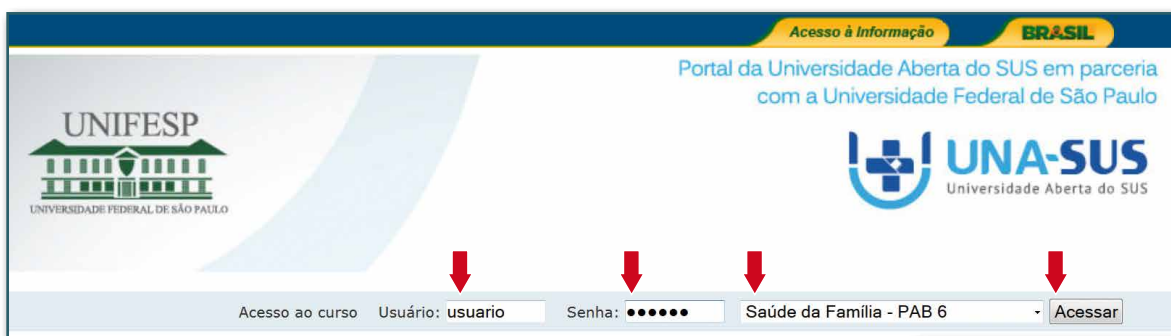 Acesso à Informação BRASIL
Portal da Universidade Aberta do SUS em parceria
com a Universidade Federal de São Paulo
UNIFESP
UNIVERSIDADE FEDERAL DE SÃO PAULO
UNA-SUS
Universidade Aberta do SUS
Acesso ao curso Usuário: usuario Senha: ●●●●●● Saúde da Família - PAB 6 Acessar